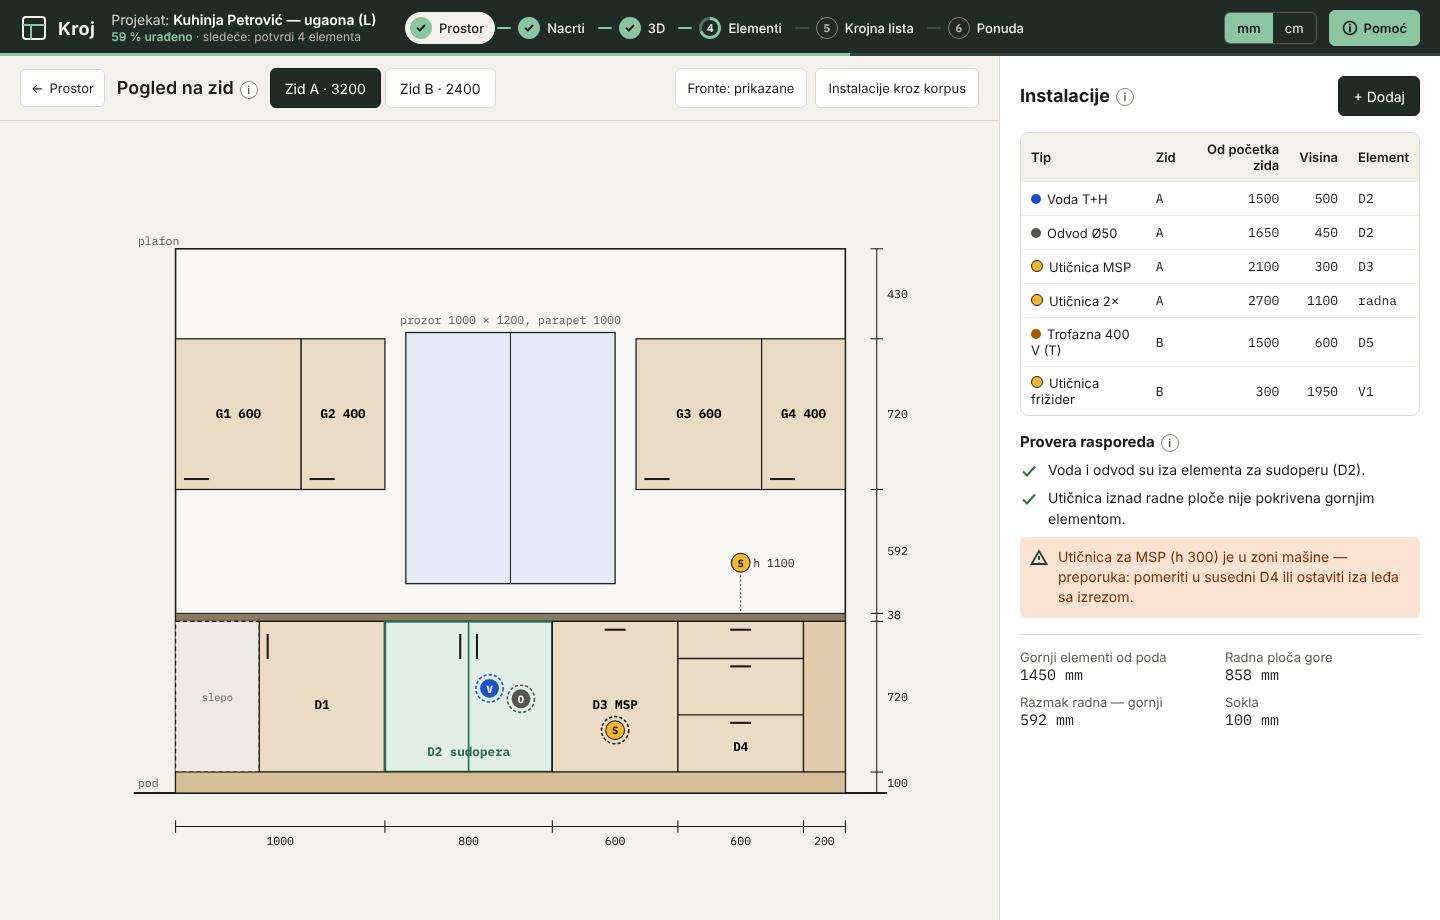 Kroj
Projekat: Kuhinja Petrović — ugaona (L)
59 % urađeno · sledeće: potvrdi 4 elementa
Prostor
Nacrti
3D
4 Elementi
5 Krojna lista
6 Ponuda
mm cm
Pomoć
← Prostor
Pogled na zid i
Zid A · 3200
Zid B · 2400
Fronte: prikazane
Instalacije kroz korpus
plafon
430
prozor 1000 × 1200, parapet 1000
G1 600
G2 400
G3 600
G4 400
720
592
S h 1100
38
slepo
D1
V
O
D2 sudopera
D3 MSP
S
D4
720
pod
100
1000
800
600
600
200
Instalacije i
+ Dodaj
Tip Zid Od početka zida Visina Element
Voda T+H A 1500 500 D2
Odvod Ø50 A 1650 450 D2
Utičnica MSP A 2100 300 D3
Utičnica 2× A 2700 1100 radna
Trofazna 400
V (T) B 1500 600 D5
Utičnica
frižider B 300 1950 V1
Provera rasporeda i
Voda i odvod su iza elementa za sudoperu (D2).
Utičnica iznad radne ploče nije pokrivena gornjim
elementom.
Utičnica za MSP (h 300) je u zoni mašine —
preporuka: pomeriti u susedni D4 ili ostaviti iza leđa
sa izrezom.
Gornji elementi od poda
1450 mm
Radna ploča gore
858 mm
Razmak radna — gornji
592 mm
Sokla
100 mm